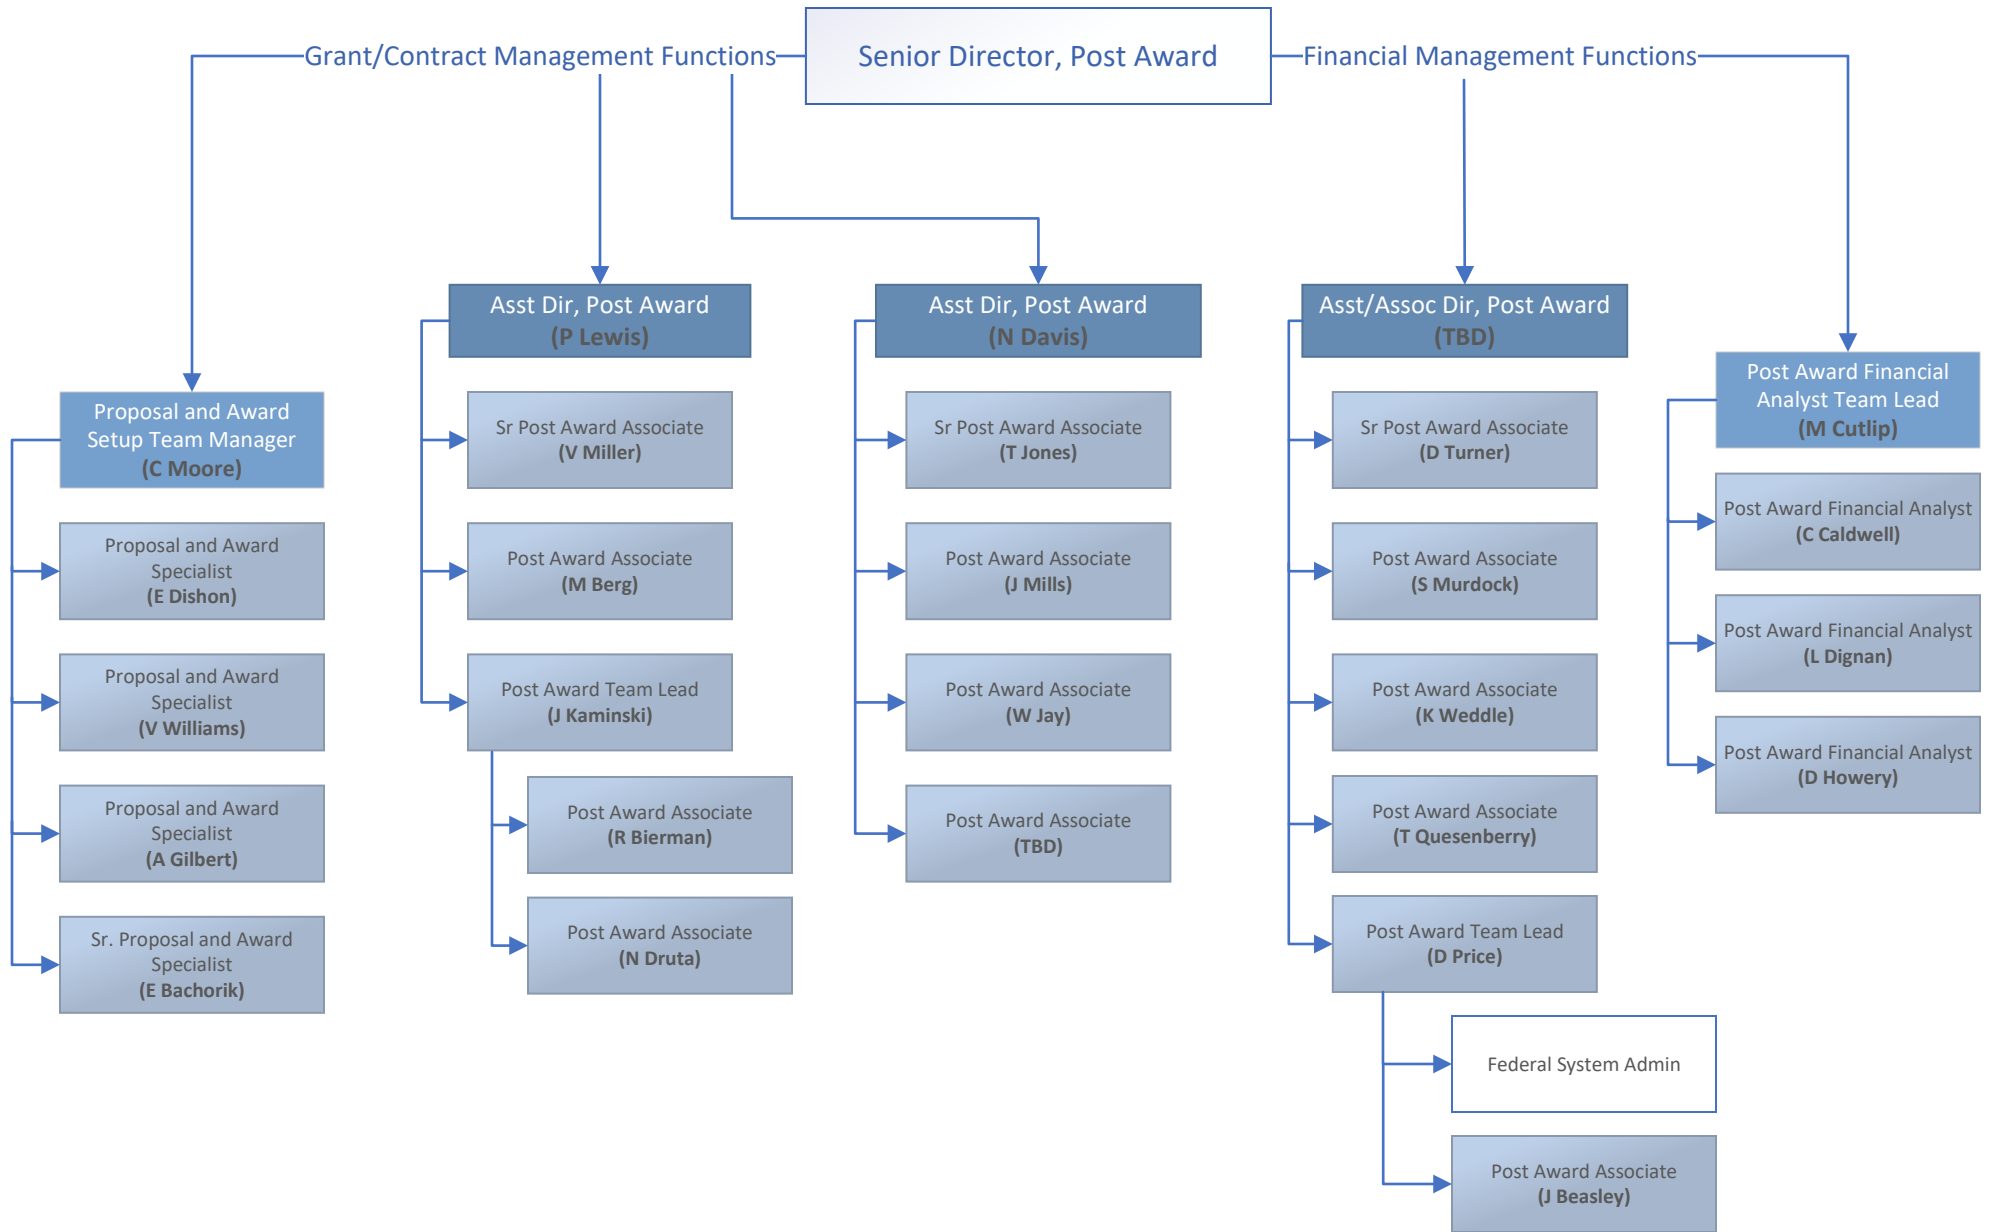 Grant/Contract Management Functions
Senior Director, Post Award
Financial Management Functions
Proposal and Award
Setup Team Manager
(C Moore)
Proposal and Award
Specialist
(E Dishon)
Proposal and Award
Specialist
(V Williams)
Proposal and Award
Specialist
(A Gilbert)
Sr. Proposal and Award
Specialist
(E Bachorik)
Asst Dir, Post Award
(P Lewis)
Sr Post Award Associate
(V Miller)
Post Award Associate
(M Berg)
Post Award Team Lead
(J Kaminski)
Post Award Associate
(R Bierman)
Post Award Associate
(N Druta)
Asst Dir, Post Award
(N Davis)
Sr Post Award Associate
(T Jones)
Post Award Associate
(J Mills)
Post Award Associate
(W Jay)
Post Award Associate
(TBD)
Asst/Assoc Dir, Post Award
(TBD)
Sr Post Award Associate
(D Turner)
Post Award Associate
(S Murdock)
Post Award Associate
(K Weddle)
Post Award Associate
(T Quesenberry)
Post Award Team Lead
(D Price)
Federal System Admin
Post Award Associate
(J Beasley)
Post Award Financial
Analyst Team Lead
(M Cutlip)
Post Award Financial Analyst
(C Caldwell)
Post Award Financial Analyst
(L Dignan)
Post Award Financial Analyst
(D Howery)